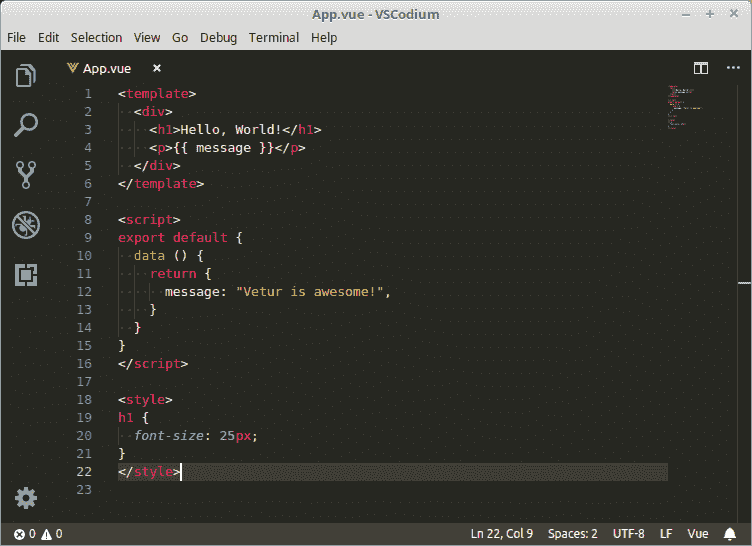 App.vue - VSCodium
File Edit Selection View Go Debug Terminal Help
App.vue
1 <template>
2   <div>
3     <h1>Hello, World!</h1>
4     <p>{{ message }}</p>
5   </div>
6 </template>
7
8 <script>
9 export default {
10   data () {
11     return {
12       message: "Vetur is awesome!",
13     }
14   }
15 }
16 </script>
17
18 <style>
19 h1 {
20   font-size: 25px;
21 }
22 </style>
23
0 0 Ln 22, Col 9 Spaces: 2 UTF-8 LF Vue